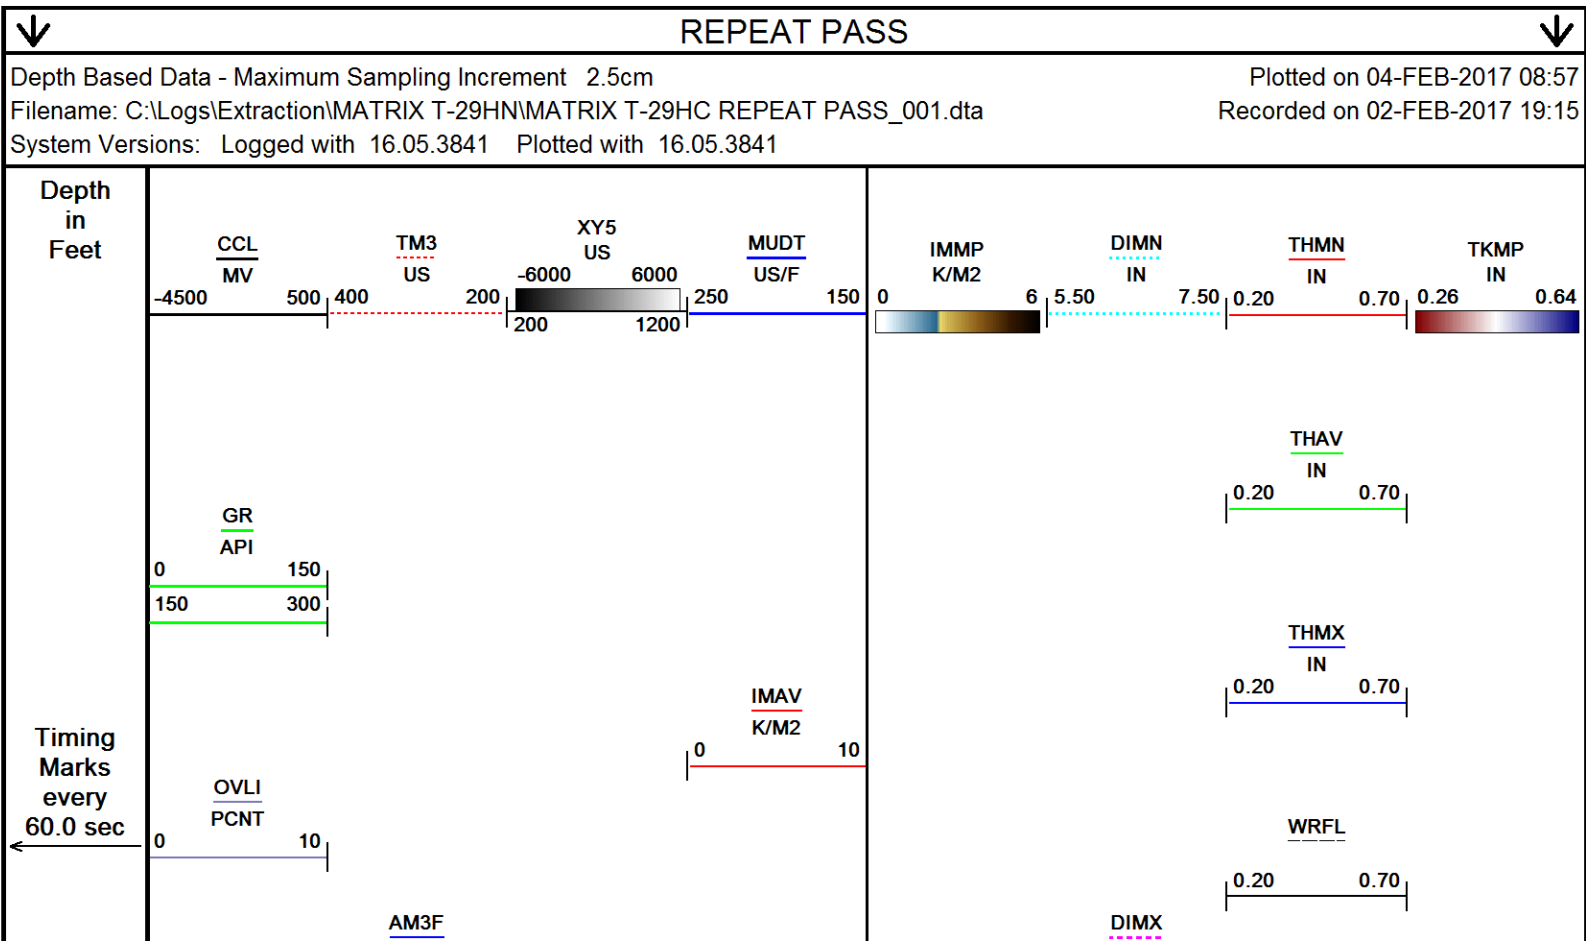 REPEAT PASS
Depth Based Data - Maximum Sampling Increment 2.5cm
Plotted on 04-FEB-2017 08:57
Filename: C:\Logs\Extraction\MATRIX T-29HN\MATRIX T-29HC REPEAT PASS_001.dta
Recorded on 02-FEB-2017 19:15
System Versions: Logged with 16.05.3841 Plotted with 16.05.3841
Depth
in
Feet
CCL
MV
-4500 500
TM3
US
400 200
XY5
US
-6000 6000
200 1200
MUDT
US/F
250 150
IMMP
K/M2
0 6
DIMN
IN
5.50 7.50
THMN
IN
0.20 0.70
TKMP
IN
0.26 0.64
THAV
IN
0.20 0.70
GR
API
0 150
150 300
THMX
IN
0.20 0.70
IMAV
K/M2
0 10
Timing
Marks
every
60.0 sec
OVLI
PCNT
0 10
WRFL
0.20 0.70
AM3F
DIMX